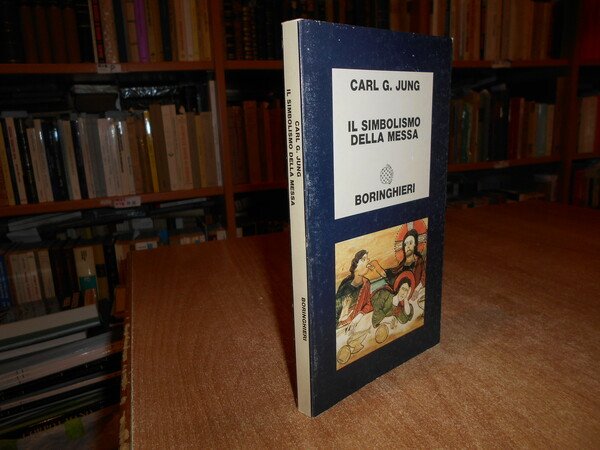 CARL G. JUNG
IL SIMBOLISMO
DELLA MESSA
BORINGHIERI
CARL G. JUNG
IL SIMBOLISMO DELLA MESSA
BORINGHIERI